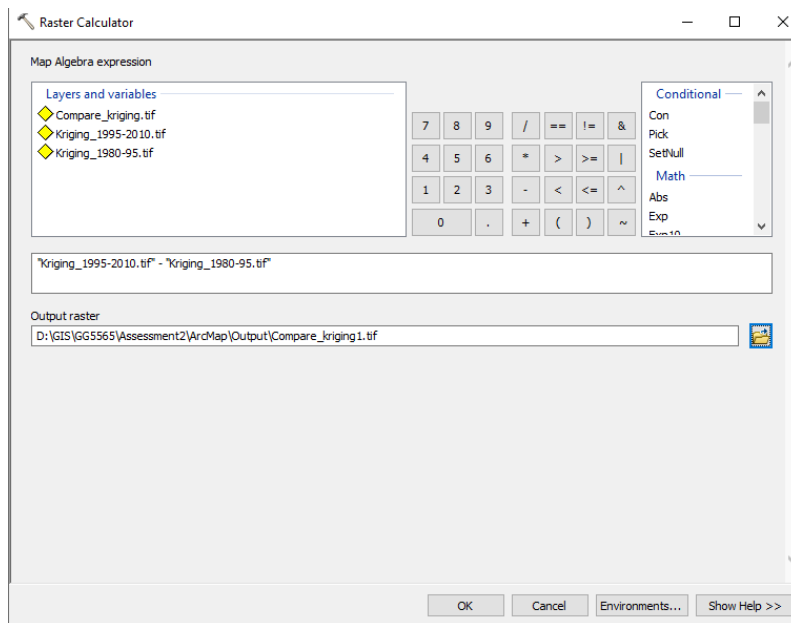 Raster Calculator
Map Algebra expression
Layers and variables
Compare_kriging.tif
Kriging_1995-2010.tif
Kriging_1980-95.tif
7 8 9 / == != &
4 5 6 * > >= |
1 2 3 - < <= ^
0 . + ( ) ~
Conditional
Con
Pick
SetNull
Math
Abs
Exp
Exp10
"Kriging_1995-2010.tif" - "Kriging_1980-95.tif"
Output raster
D:\GIS\GG5565\Assessment2\ArcMap\Output\Compare_kriging1.tif
OK Cancel Environments... Show Help >>